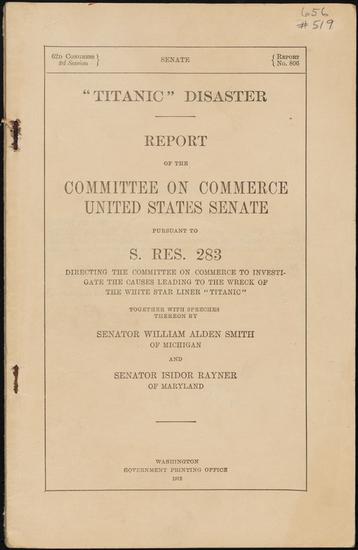 656
#519
62D CONGRESS } SENATE { REPORT
2d Session } { No. 806
"TITANIC" DISASTER
REPORT
OF THE
COMMITTEE ON COMMERCE
UNITED STATES SENATE
PURSUANT TO
S. RES. 283
DIRECTING THE COMMITTEE ON COMMERCE TO INVESTI-
GATE THE CAUSES LEADING TO THE WRECK OF
THE WHITE STAR LINER "TITANIC"
TOGETHER WITH SPEECHES
THEREON BY
SENATOR WILLIAM ALDEN SMITH
OF MICHIGAN
AND
SENATOR ISIDOR RAYNER
OF MARYLAND
WASHINGTON
GOVERNMENT PRINTING OFFICE
1912